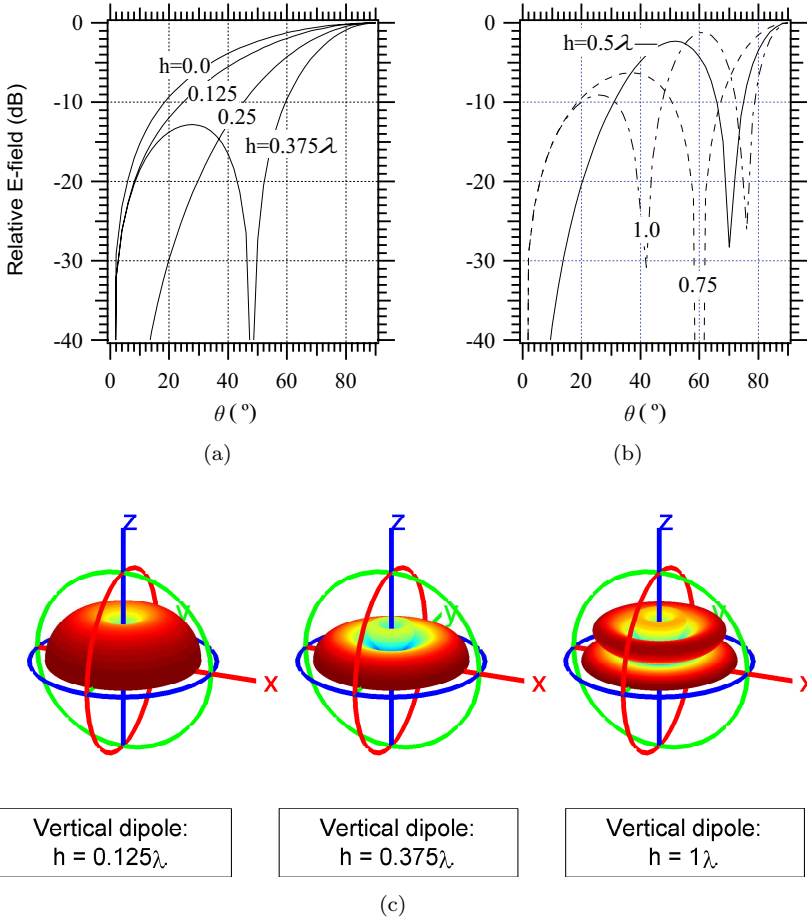 0
-10
-20
-30
-40
Relative E-field (dB)
h=0.0
0.125
0.25
h=0.375λ
0 20 40 60 80
θ ( º)
(a)
0
-10
-20
-30
-40
h=0.5λ
1.0
0.75
0 20 40 60 80
θ ( º)
(b)
z
y
x
z
y
x
z
y
x
Vertical dipole:
h = 0.125λ
Vertical dipole:
h = 0.375λ
Vertical dipole:
h = 1λ
(c)